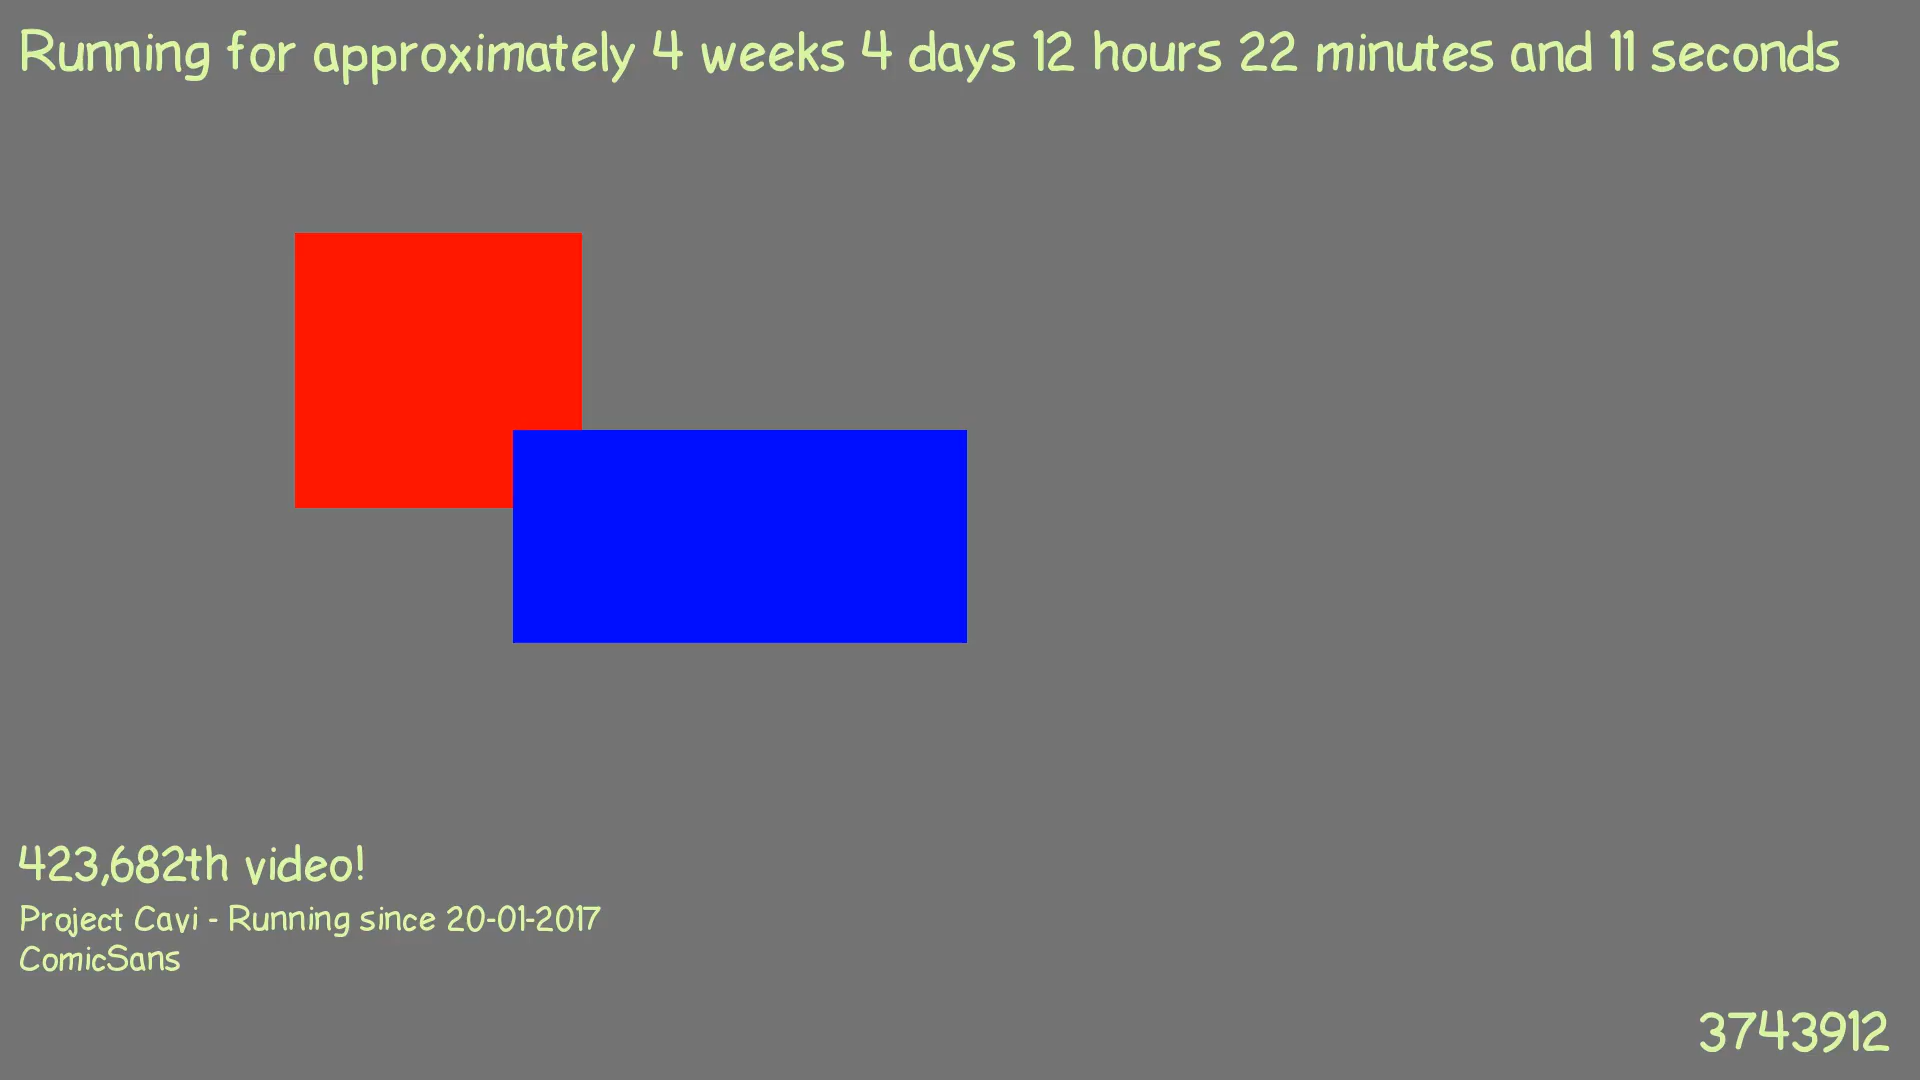 Running for approximately 4 weeks 4 days 12 hours 22 minutes and 11 seconds
423,682th video!
Project Cavi - Running since 20-01-2017
ComicSans
3743912